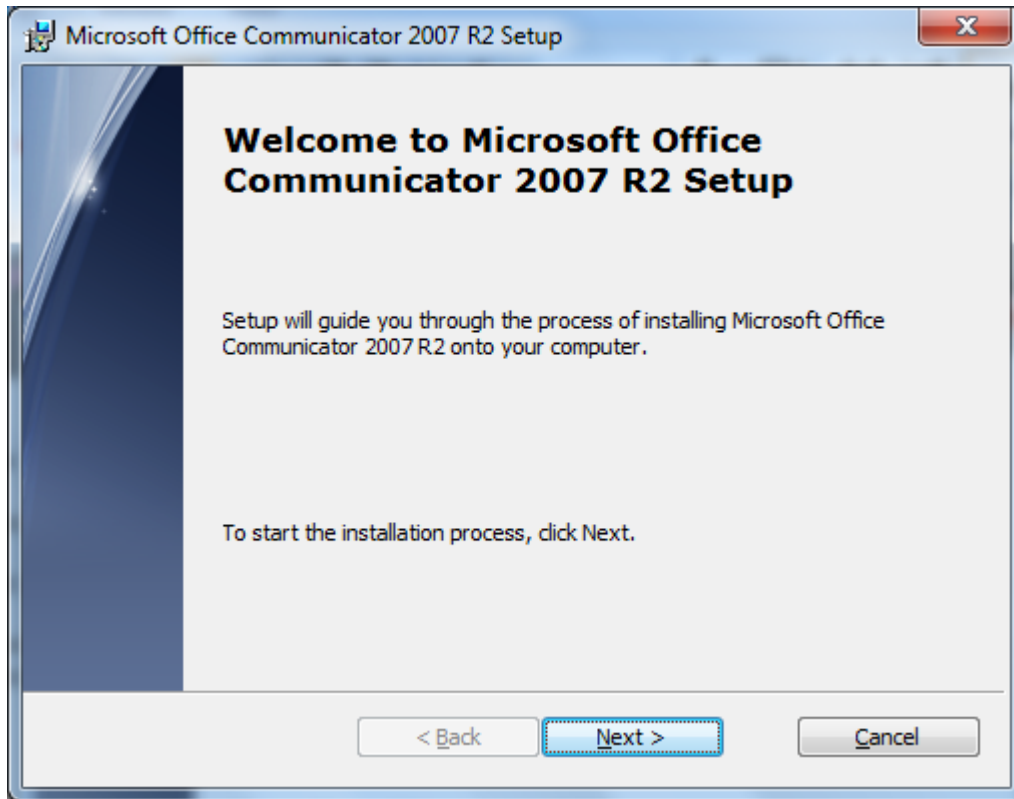 Microsoft Office Communicator 2007 R2 Setup
Welcome to Microsoft Office
Communicator 2007 R2 Setup
Setup will guide you through the process of installing Microsoft Office
Communicator 2007 R2 onto your computer.
To start the installation process, click Next.
< Back Next > Cancel